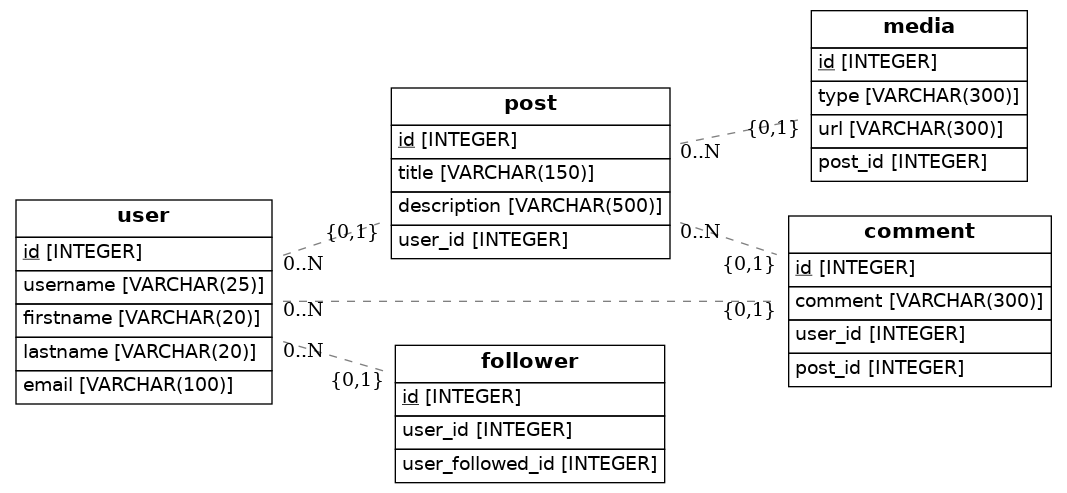 user
id [INTEGER]
username [VARCHAR(25)]
firstname [VARCHAR(20)]
lastname [VARCHAR(20)]
email [VARCHAR(100)]
{0,1}
0..N
0..N
0..N
{0,1}
post
id [INTEGER]
title [VARCHAR(150)]
description [VARCHAR(500)]
user_id [INTEGER]
follower
id [INTEGER]
user_id [INTEGER]
user_followed_id [INTEGER]
{0,1}
0..N
0..N
{0,1}
{0,1}
media
id [INTEGER]
type [VARCHAR(300)]
url [VARCHAR(300)]
post_id [INTEGER]
comment
id [INTEGER]
comment [VARCHAR(300)]
user_id [INTEGER]
post_id [INTEGER]